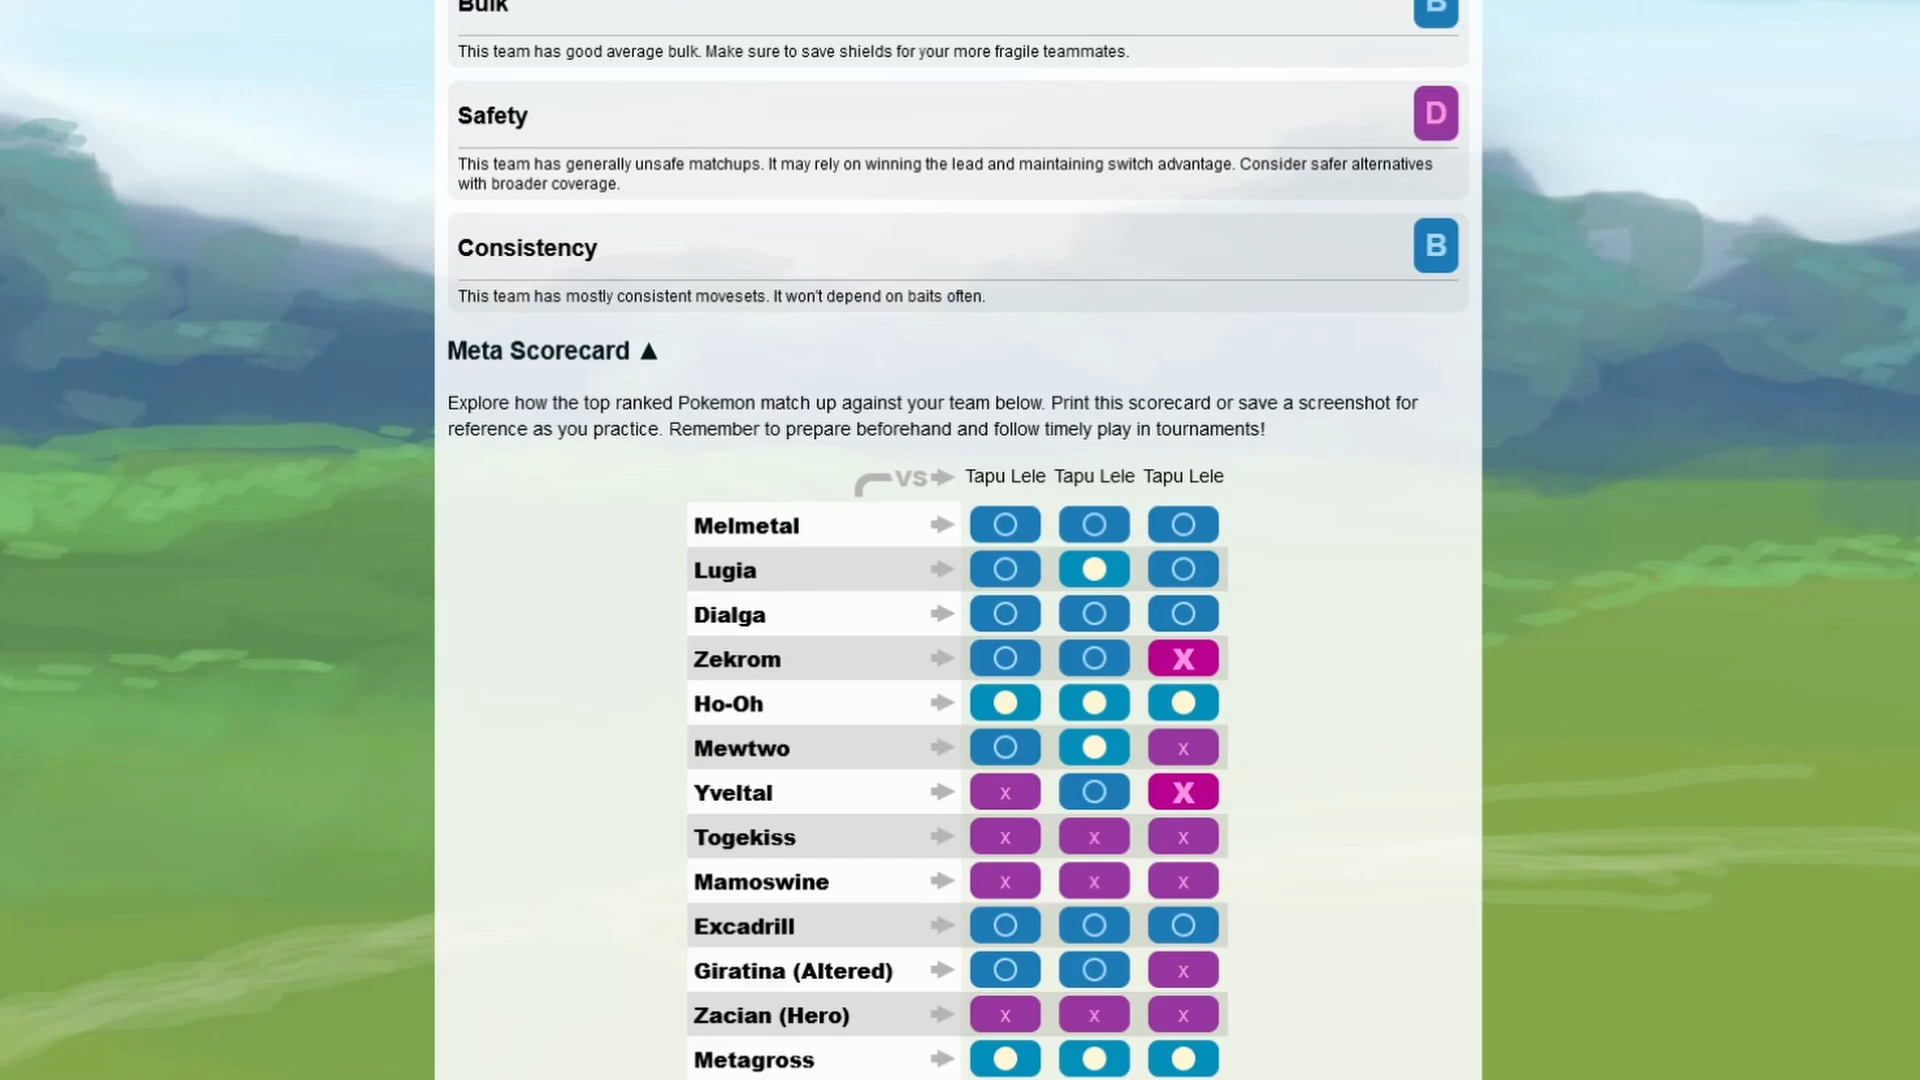 Bulk
B
This team has good average bulk. Make sure to save shields for your more fragile teammates.
Safety
D
This team has generally unsafe matchups. It may rely on winning the lead and maintaining switch advantage. Consider safer alternatives
with broader coverage.
Consistency
B
This team has mostly consistent movesets. It won't depend on baits often.
Meta Scorecard ▲
Explore how the top ranked Pokemon match up against your team below. Print this scorecard or save a screenshot for
reference as you practice. Remember to prepare beforehand and follow timely play in tournaments!
VS Tapu Lele Tapu Lele Tapu Lele
Melmetal
Lugia
Dialga
Zekrom X
Ho-Oh
Mewtwo x
Yveltal x X
Togekiss x x x
Mamoswine x x x
Excadrill
Giratina (Altered) x
Zacian (Hero) x x x
Metagross